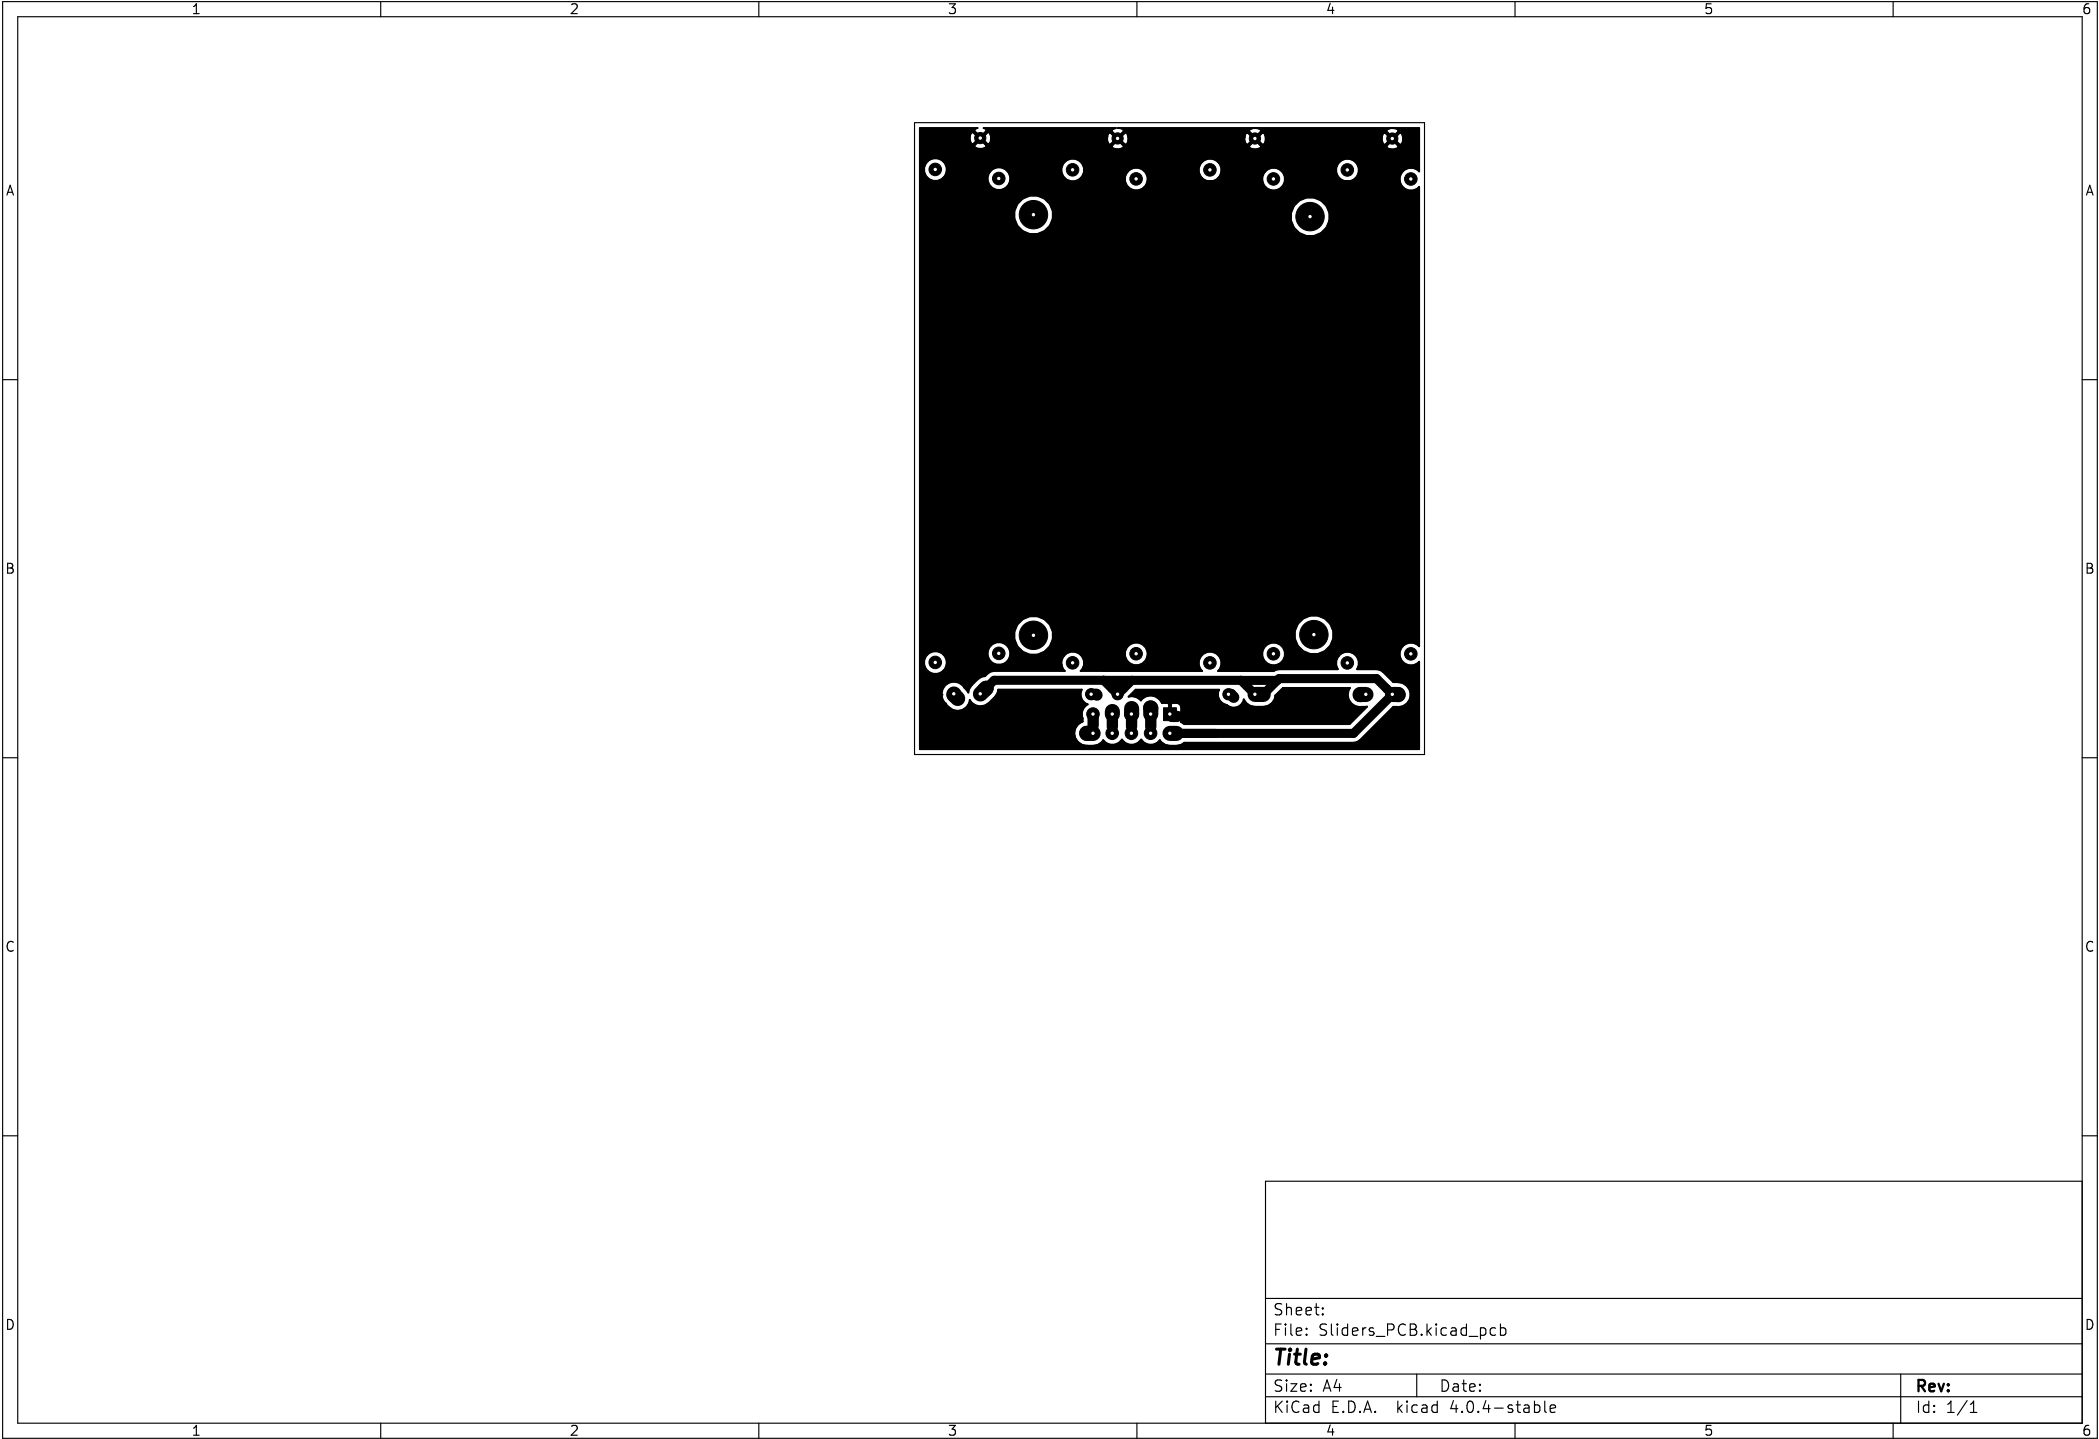 1 2 3 4 5 6
A A
B B
C C
D D
Sheet:
File: Sliders_PCB.kicad_pcb
Title:
Size: A4 Date: Rev:
KiCad E.D.A. kicad 4.0.4-stable Id: 1/1
1 2 3 4 5 6